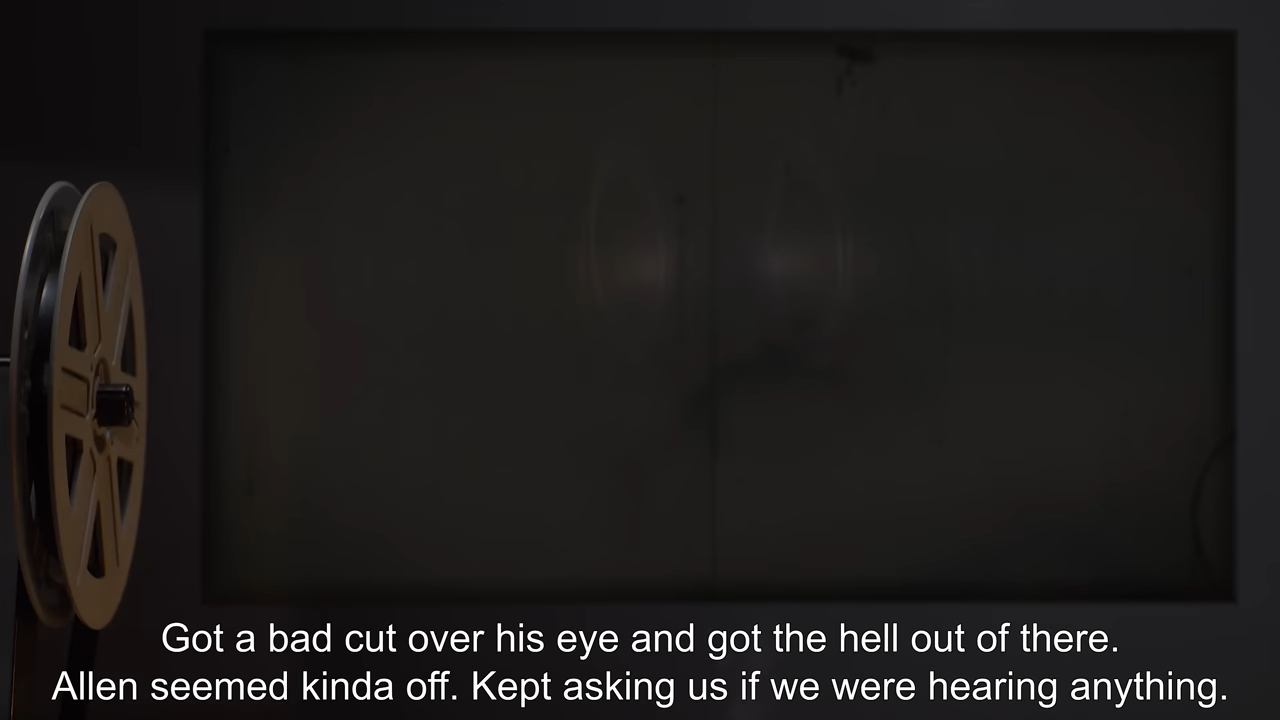 Got a bad cut over his eye and got the hell out of there.
Allen seemed kinda off. Kept asking us if we were hearing anything.